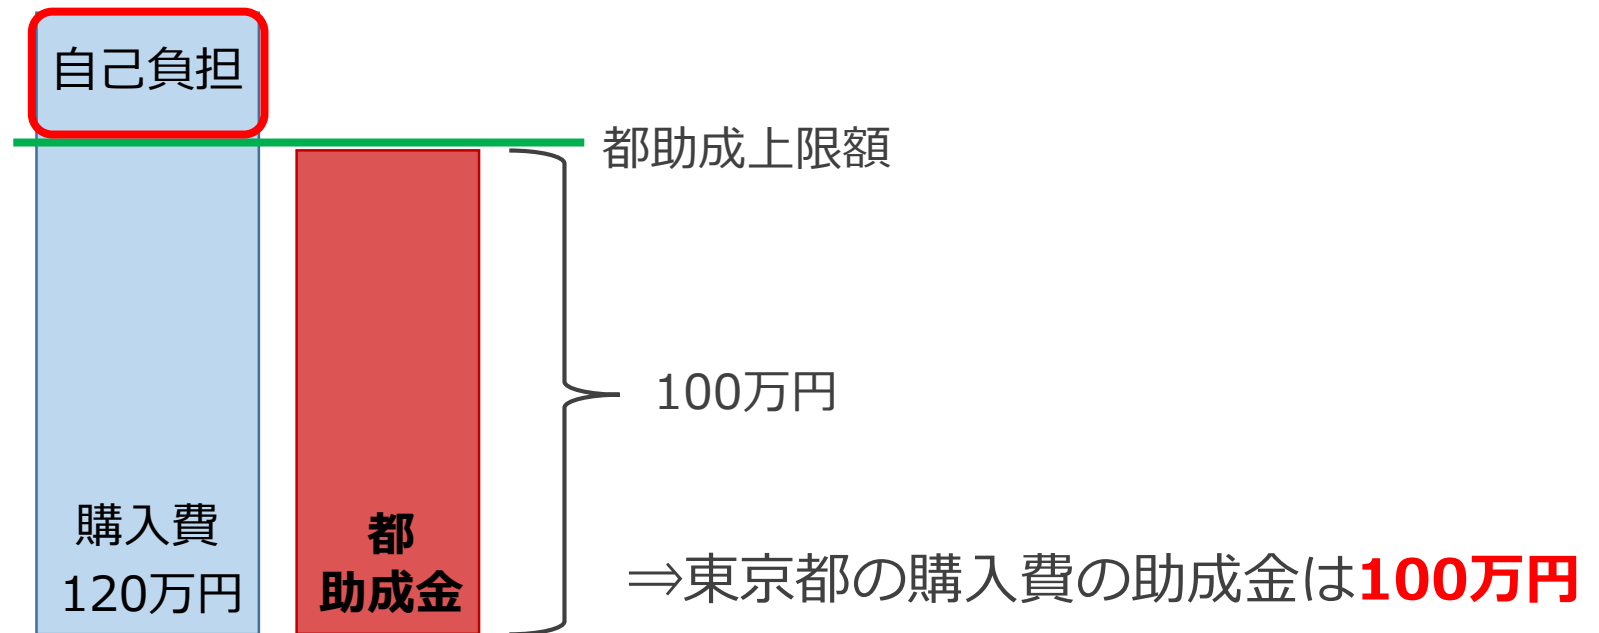 自己負担
都助成上限額
100万円
購入費
120万円
都
助成金
⇒東京都の購入費の助成金は100万円